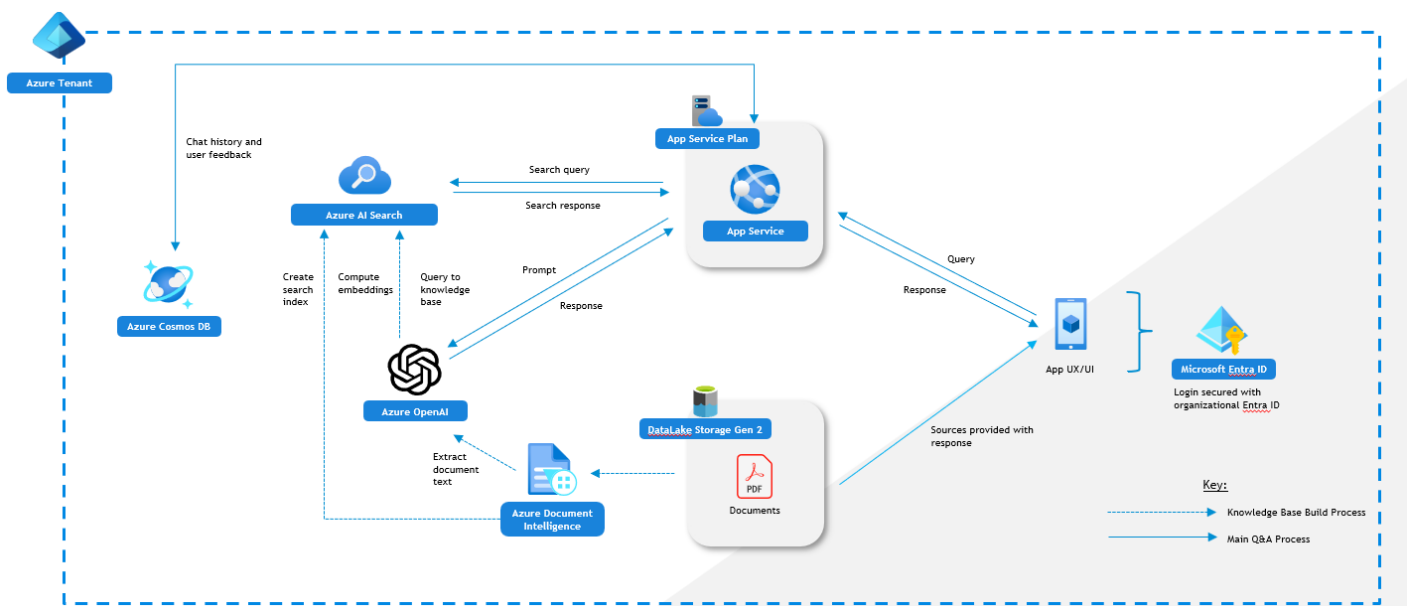 Azure Tenant
Chat history and
user feedback
App Service Plan
App Service
Search query
Search response
Azure AI Search
Create
search
index
Compute
embeddings
Query to
knowledge
base
Prompt
Response
Query
Response
Azure Cosmos DB
App UX/UI
Microsoft Entra ID
Login secured with
organizational Entra ID
Azure OpenAI
DataLake Storage Gen 2
PDF
Documents
Sources provided with
response
Extract
document
text
Azure Document
Intelligence
Key:
Knowledge Base Build Process
Main Q&A Process